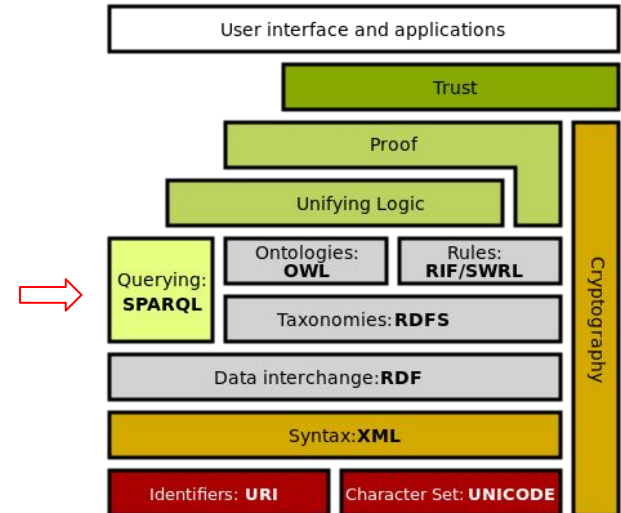 User interface and applications
Trust
Proof
Unifying Logic
Querying:
SPARQL
Ontologies:
OWL
Rules:
RIF/SWRL
Taxonomies:RDFS
Cryptography
Data interchange:RDF
Syntax:XML
Identifiers: URI
Character Set: UNICODE